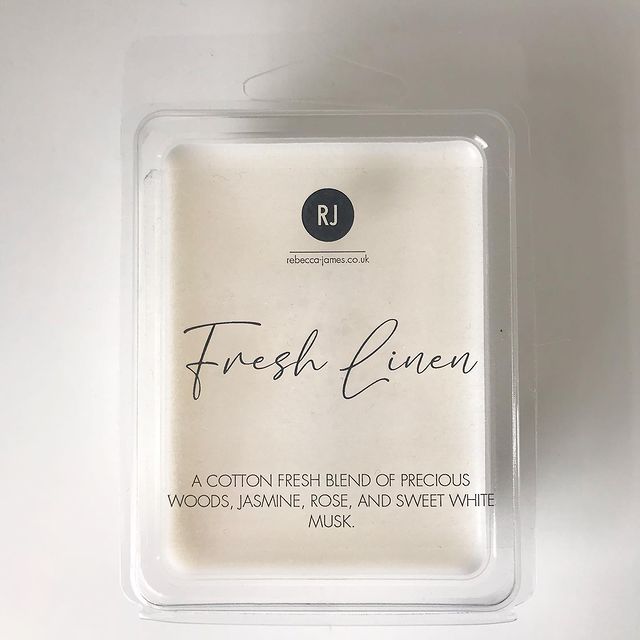 RJ
rebecca-james.co.uk
Fresh Linen
A COTTON FRESH BLEND OF PRECIOUS
WOODS, JASMINE, ROSE, AND SWEET WHITE
MUSK.